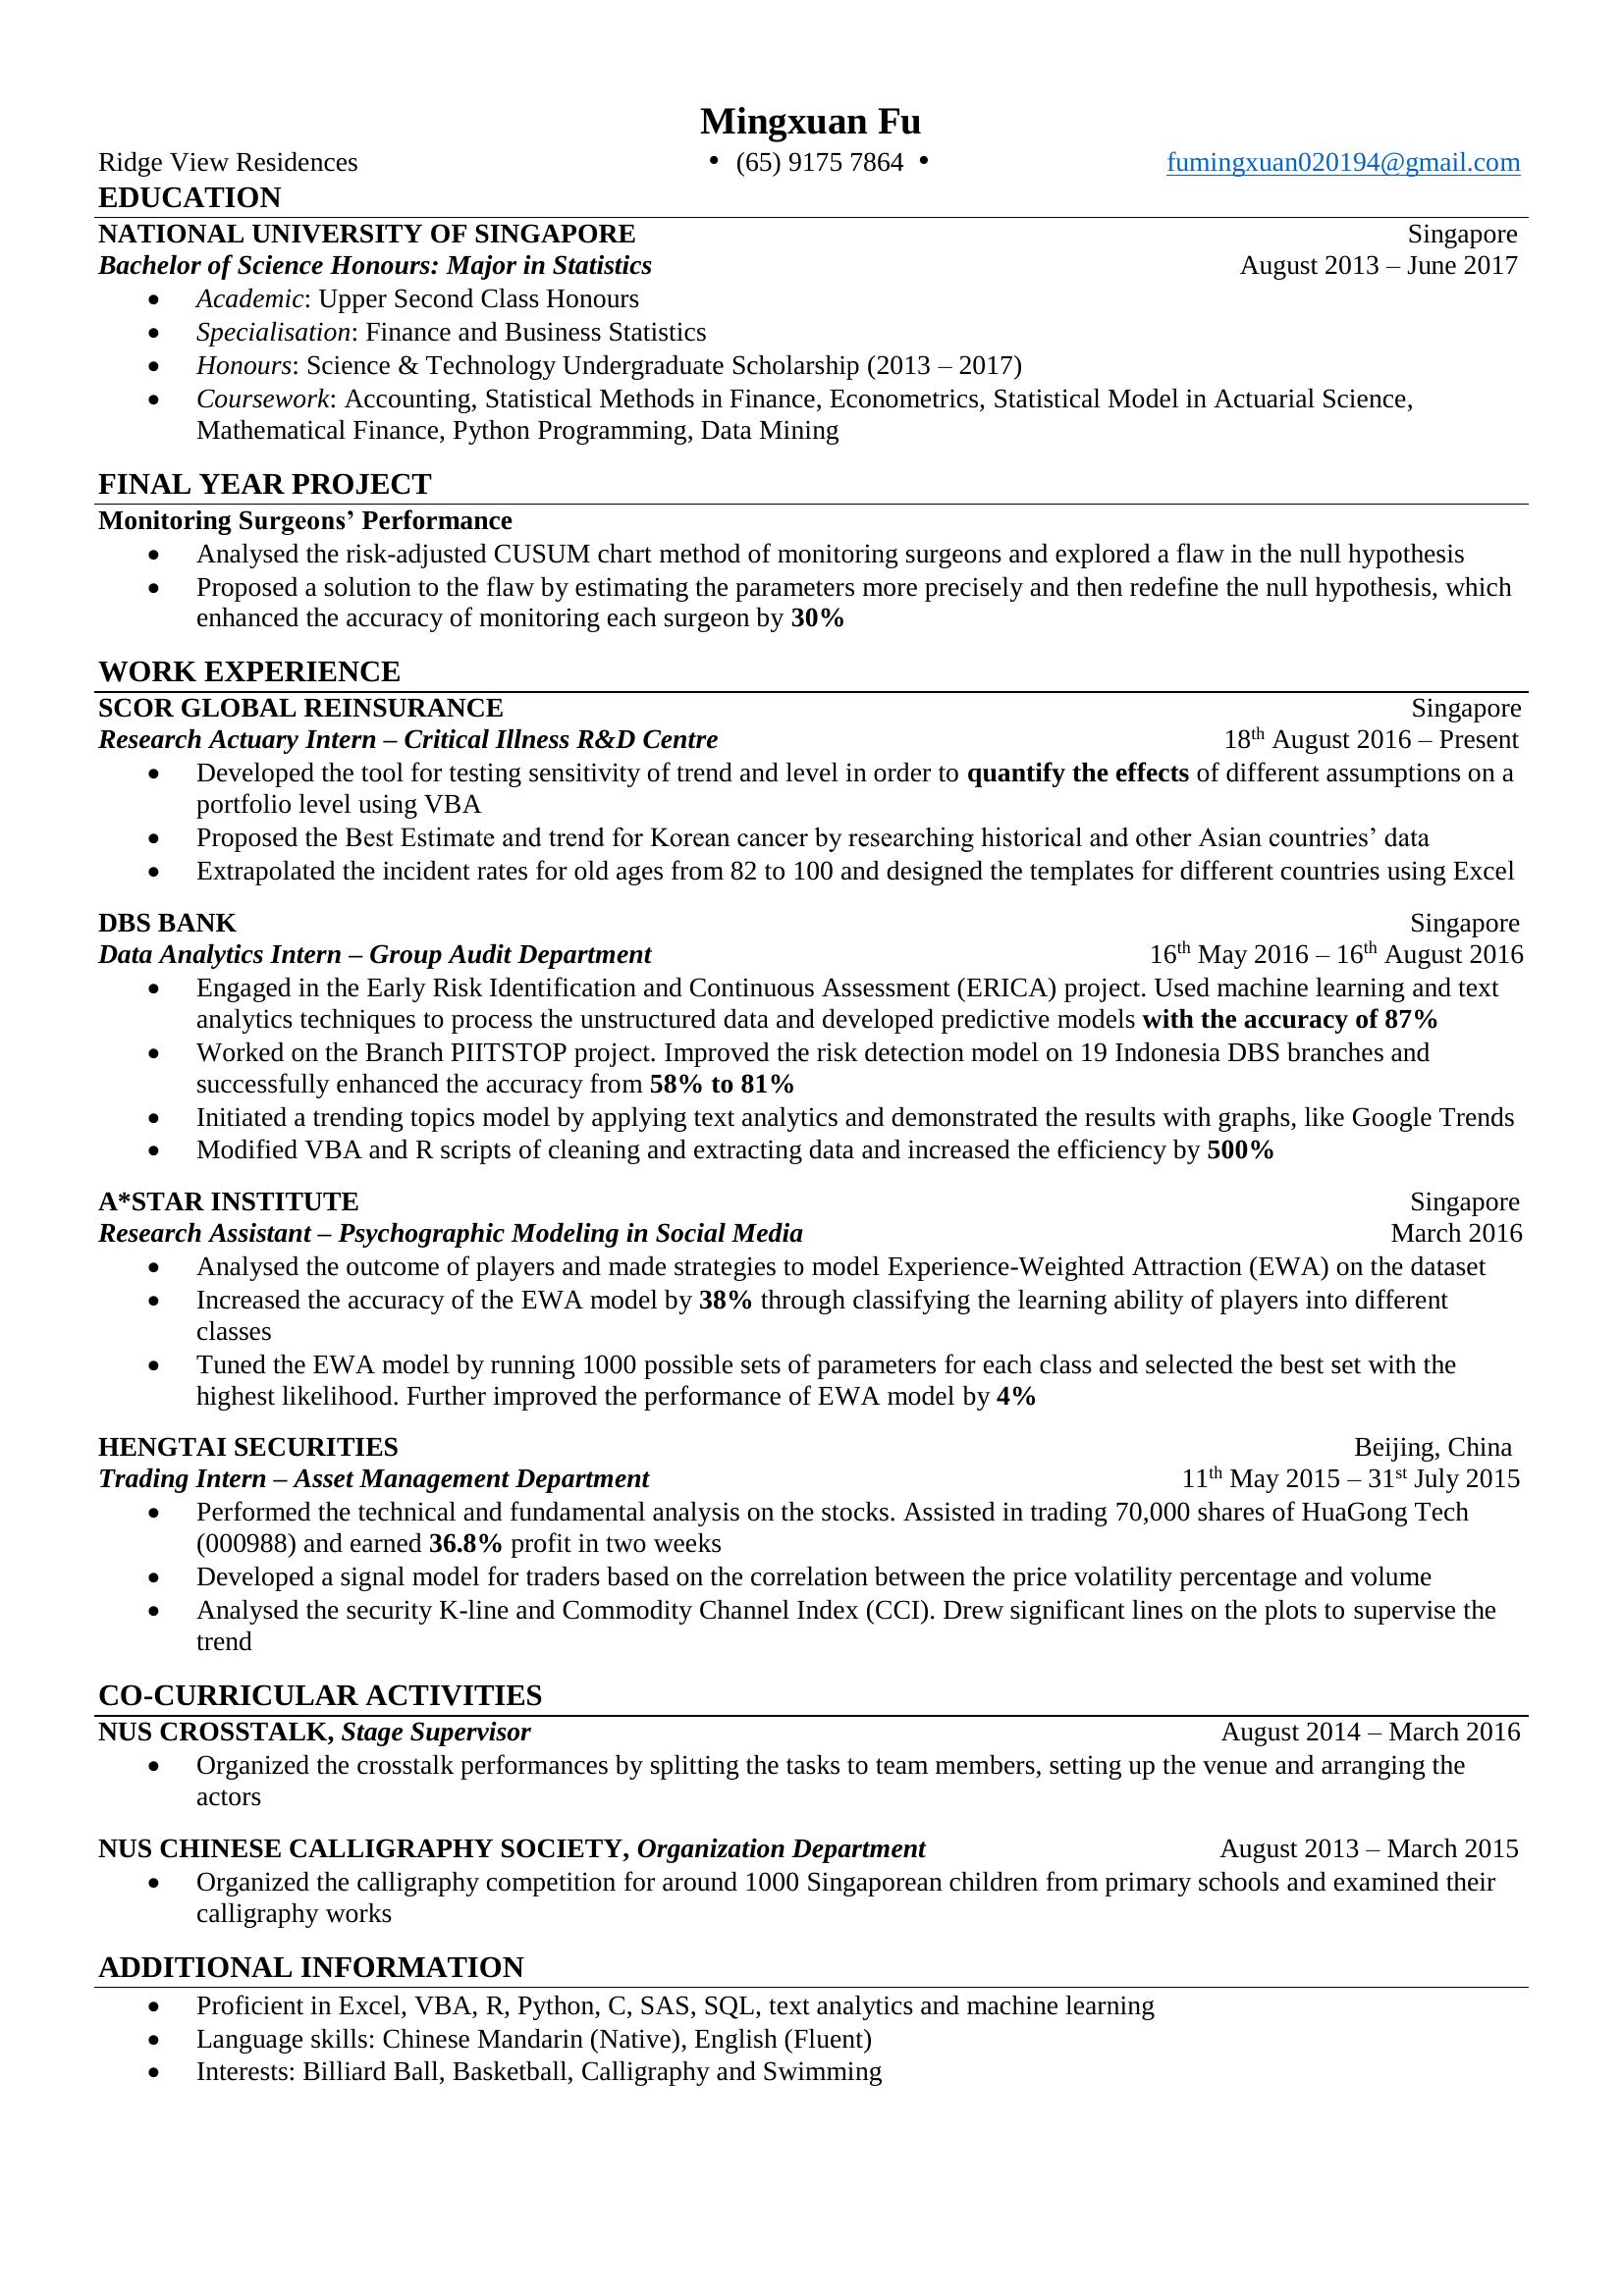 Mingxuan Fu
Ridge View Residences • (65) 9175 7864 • fumingxuan020194@gmail.com
EDUCATION
NATIONAL UNIVERSITY OF SINGAPORE Singapore
Bachelor of Science Honours: Major in Statistics August 2013 – June 2017
• Academic: Upper Second Class Honours
• Specialisation: Finance and Business Statistics
• Honours: Science & Technology Undergraduate Scholarship (2013 – 2017)
• Coursework: Accounting, Statistical Methods in Finance, Econometrics, Statistical Model in Actuarial Science,
Mathematical Finance, Python Programming, Data Mining
FINAL YEAR PROJECT
Monitoring Surgeons’ Performance
• Analysed the risk-adjusted CUSUM chart method of monitoring surgeons and explored a flaw in the null hypothesis
• Proposed a solution to the flaw by estimating the parameters more precisely and then redefine the null hypothesis, which
enhanced the accuracy of monitoring each surgeon by 30%
WORK EXPERIENCE
SCOR GLOBAL REINSURANCE Singapore
Research Actuary Intern – Critical Illness R&D Centre 18th August 2016 – Present
• Developed the tool for testing sensitivity of trend and level in order to quantify the effects of different assumptions on a
portfolio level using VBA
• Proposed the Best Estimate and trend for Korean cancer by researching historical and other Asian countries’ data
• Extrapolated the incident rates for old ages from 82 to 100 and designed the templates for different countries using Excel
DBS BANK Singapore
Data Analytics Intern – Group Audit Department 16th May 2016 – 16th August 2016
• Engaged in the Early Risk Identification and Continuous Assessment (ERICA) project. Used machine learning and text
analytics techniques to process the unstructured data and developed predictive models with the accuracy of 87%
• Worked on the Branch PIITSTOP project. Improved the risk detection model on 19 Indonesia DBS branches and
successfully enhanced the accuracy from 58% to 81%
• Initiated a trending topics model by applying text analytics and demonstrated the results with graphs, like Google Trends
• Modified VBA and R scripts of cleaning and extracting data and increased the efficiency by 500%
A*STAR INSTITUTE Singapore
Research Assistant – Psychographic Modeling in Social Media March 2016
• Analysed the outcome of players and made strategies to model Experience-Weighted Attraction (EWA) on the dataset
• Increased the accuracy of the EWA model by 38% through classifying the learning ability of players into different
classes
• Tuned the EWA model by running 1000 possible sets of parameters for each class and selected the best set with the
highest likelihood. Further improved the performance of EWA model by 4%
HENGTAI SECURITIES Beijing, China
Trading Intern – Asset Management Department 11th May 2015 – 31st July 2015
• Performed the technical and fundamental analysis on the stocks. Assisted in trading 70,000 shares of HuaGong Tech
(000988) and earned 36.8% profit in two weeks
• Developed a signal model for traders based on the correlation between the price volatility percentage and volume
• Analysed the security K-line and Commodity Channel Index (CCI). Drew significant lines on the plots to supervise the
trend
CO-CURRICULAR ACTIVITIES
NUS CROSSTALK, Stage Supervisor August 2014 – March 2016
• Organized the crosstalk performances by splitting the tasks to team members, setting up the venue and arranging the
actors
NUS CHINESE CALLIGRAPHY SOCIETY, Organization Department August 2013 – March 2015
• Organized the calligraphy competition for around 1000 Singaporean children from primary schools and examined their
calligraphy works
ADDITIONAL INFORMATION
• Proficient in Excel, VBA, R, Python, C, SAS, SQL, text analytics and machine learning
• Language skills: Chinese Mandarin (Native), English (Fluent)
• Interests: Billiard Ball, Basketball, Calligraphy and Swimming